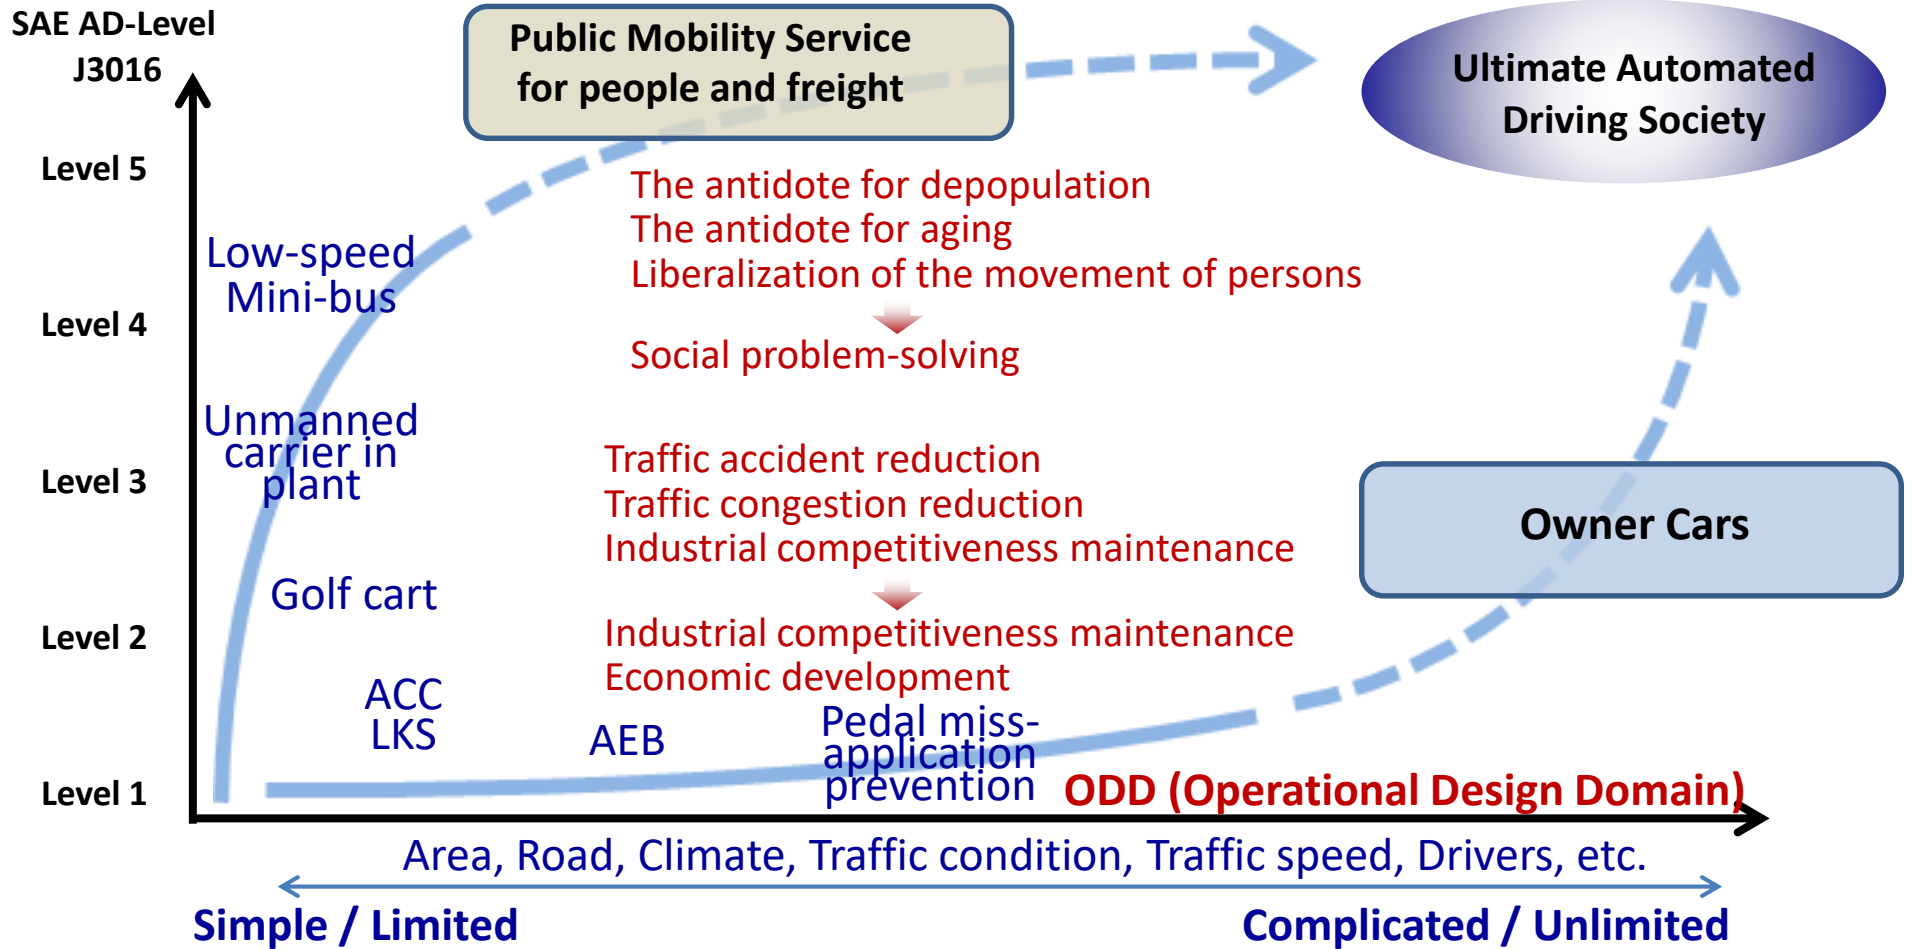 SAE AD-Level
J3016
Public Mobility Service
for people and freight
Ultimate Automated
Driving Society
Level 5
The antidote for depopulation
The antidote for aging
Liberalization of the movement of persons
Low-speed
Mini-bus
Level 4
Social problem-solving
Unmanned
carrier in
plant
Level 3
Traffic accident reduction
Traffic congestion reduction
Industrial competitiveness maintenance
Owner Cars
Golf cart
Level 2
Industrial competitiveness maintenance
Economic development
ACC
LKS
AEB
Pedal miss-
application
prevention
Level 1
ODD (Operational Design Domain)
Area, Road, Climate, Traffic condition, Traffic speed, Drivers, etc.
Simple / Limited
Complicated / Unlimited